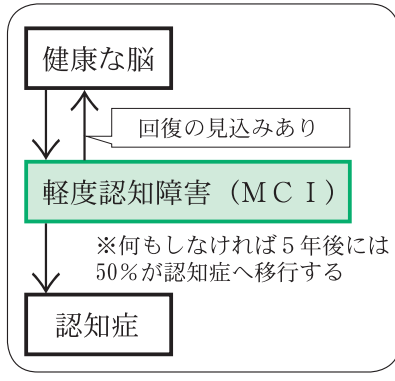 健康な脳
回復の見込みあり
軽度認知障害（ＭＣＩ）
※何もしなければ５年後には
50％が認知症へ移行する
認知症